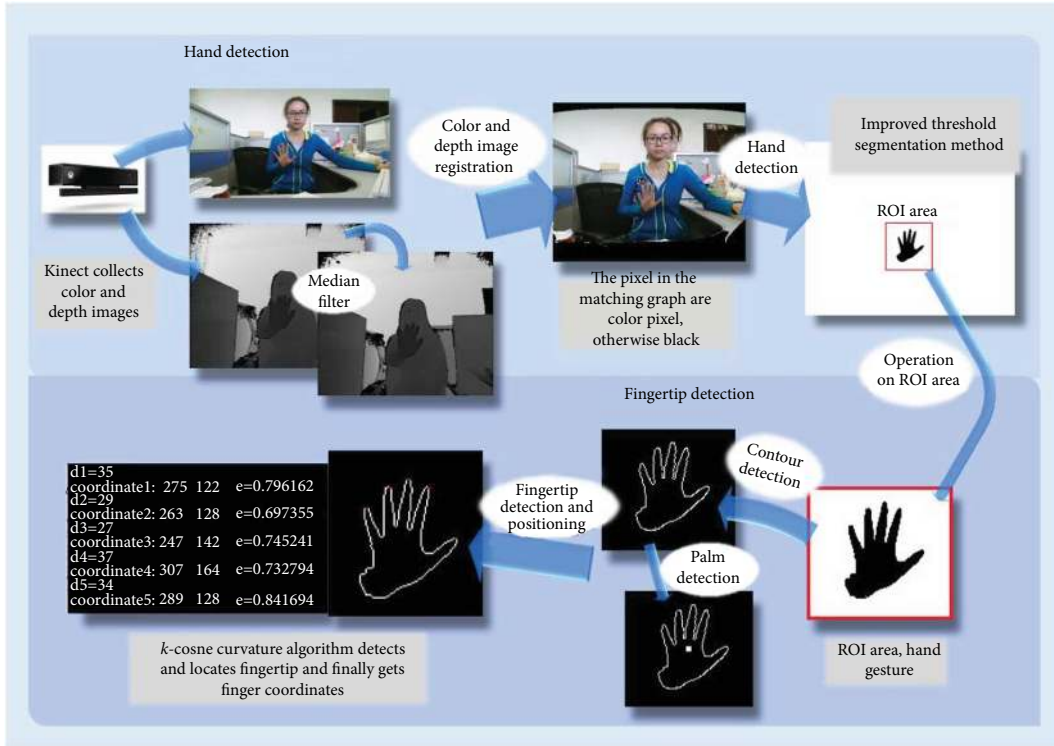 Hand detection
Color and
depth image
registration
Hand
detection
Improved threshold
segmentation method
ROI area
Kinect collects
color and
depth images
Median
filter
The pixel in the
matching graph are
color pixel,
otherwise black
Operation
on ROI area
Fingertip detection
Contour
detection
d1=35
coordinate1: 275 122 e=0.796162
d2=29
coordinate2: 263 128 e=0.697355
d3=27
coordinate3: 247 142 e=0.745241
d4=37
coordinate4: 307 164 e=0.732794
d5=34
coordinate5: 289 128 e=0.841694
Fingertip
detection and
positioning
Palm
detection
k-cosne curvature algorithm detects
and locates fingertip and finally gets
finger coordinates
ROI area, hand
gesture